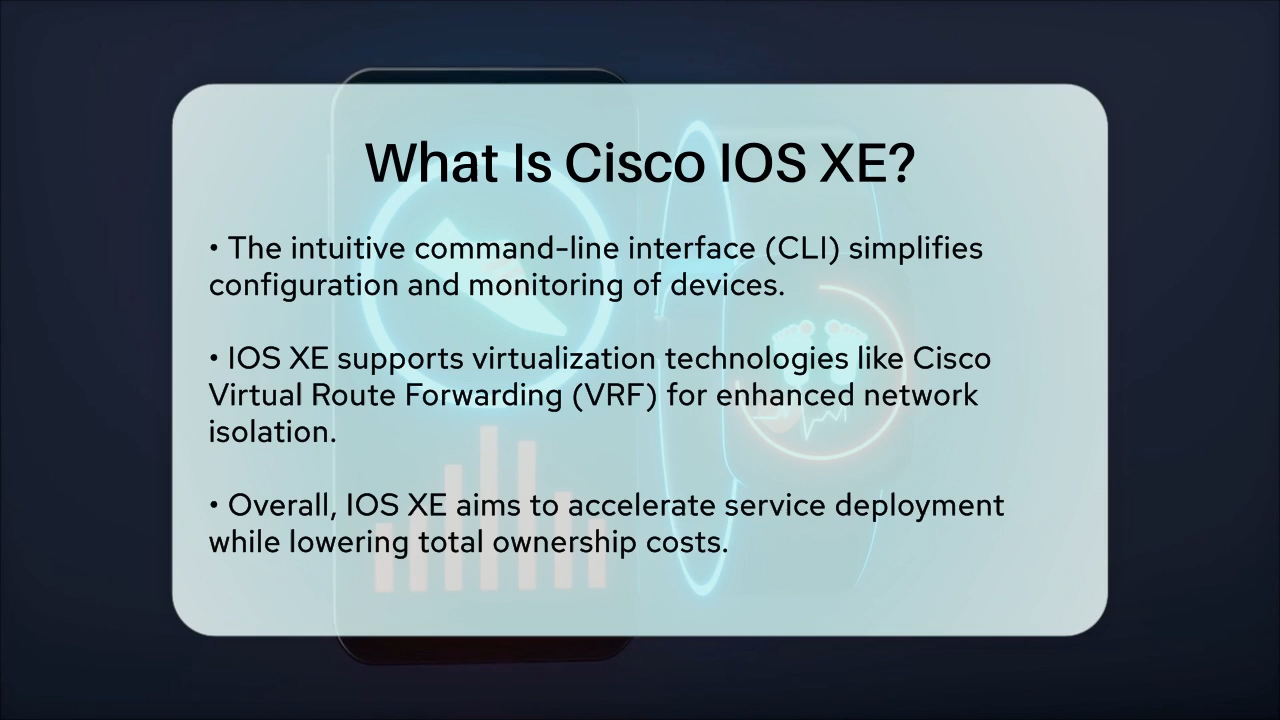 What Is Cisco IOS XE?
• The intuitive command-line interface (CLI) simplifies
configuration and monitoring of devices.
• IOS XE supports virtualization technologies like Cisco
Virtual Route Forwarding (VRF) for enhanced network
isolation.
• Overall, IOS XE aims to accelerate service deployment
while lowering total ownership costs.